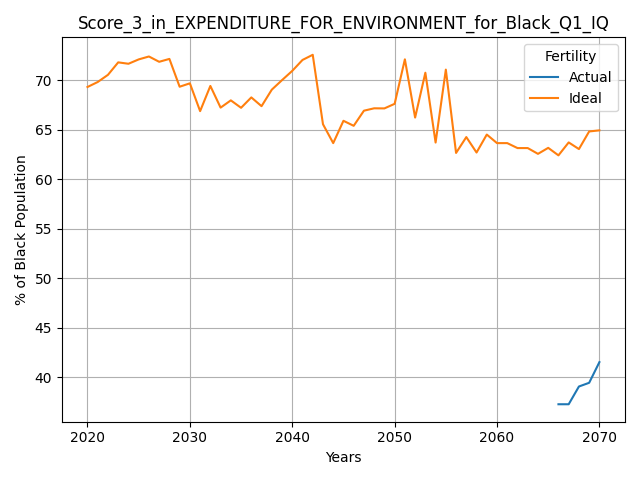 Score_3_in_EXPENDITURE_FOR_ENVIRONMENT_for_Black_Q1_IQ
Fertility
Actual
Ideal
% of Black Population
70
65
60
55
50
45
40
2020 2030 2040 2050 2060 2070
Years